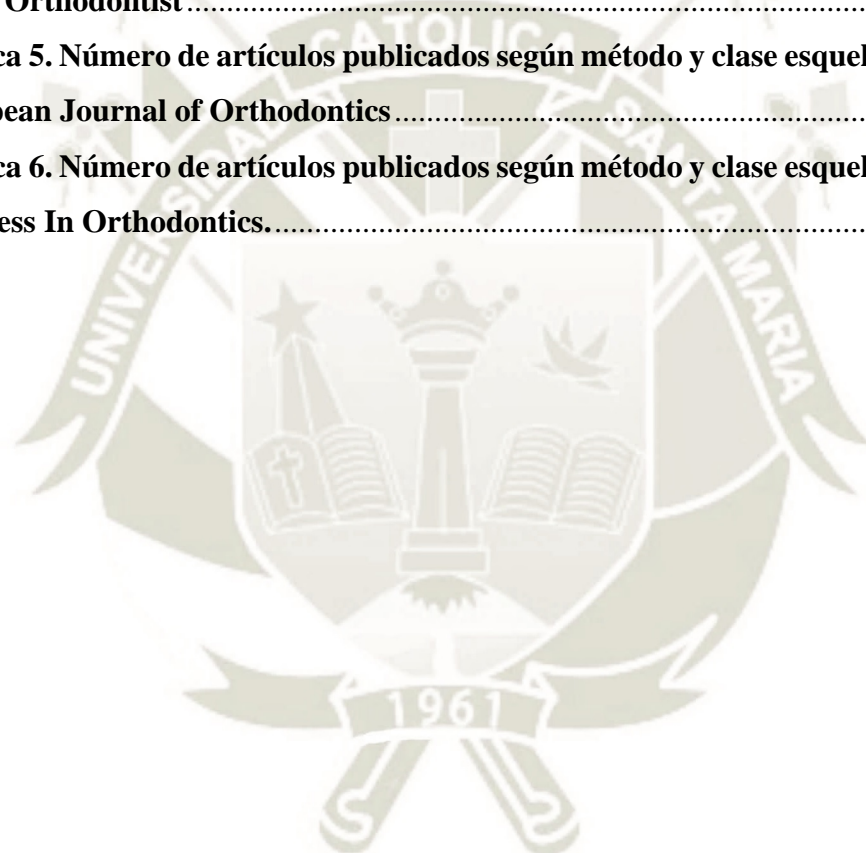 Orthodontist
ca 5. Número de artículos publicados según método y clase esquel
pean Journal of Orthodontics
ca 6. Número de artículos publicados según método y clase esquel
ess In Orthodontics.
UNIVERSIDAD CATOLICA SANTA MARIA
1961